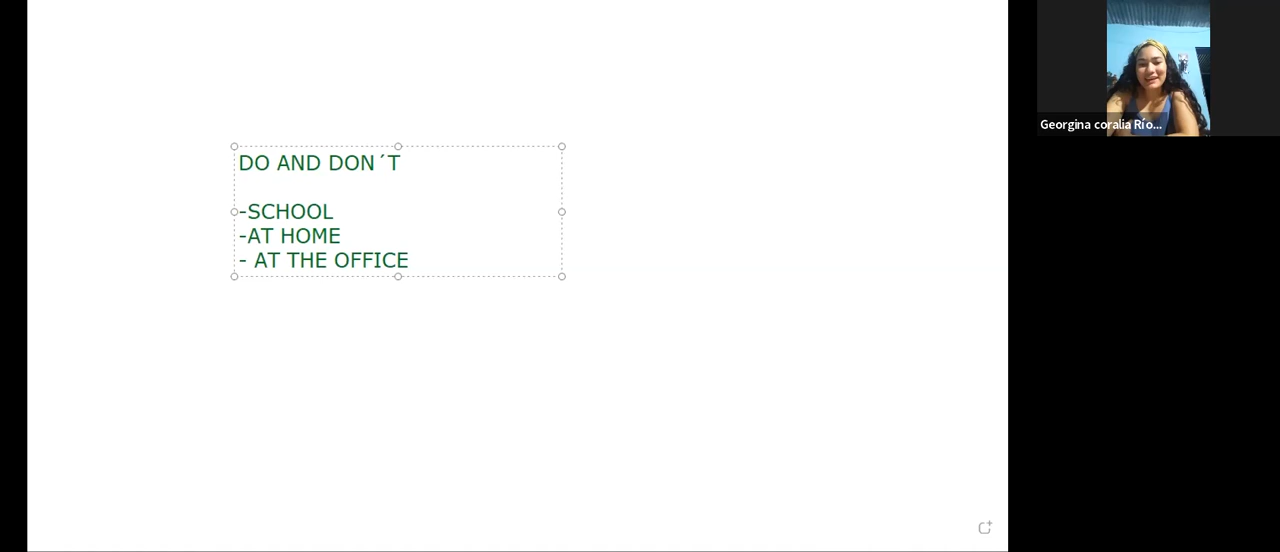 DO AND DON´T
-SCHOOL
-AT HOME
- AT THE OFFICE
Georgina coralia Río...